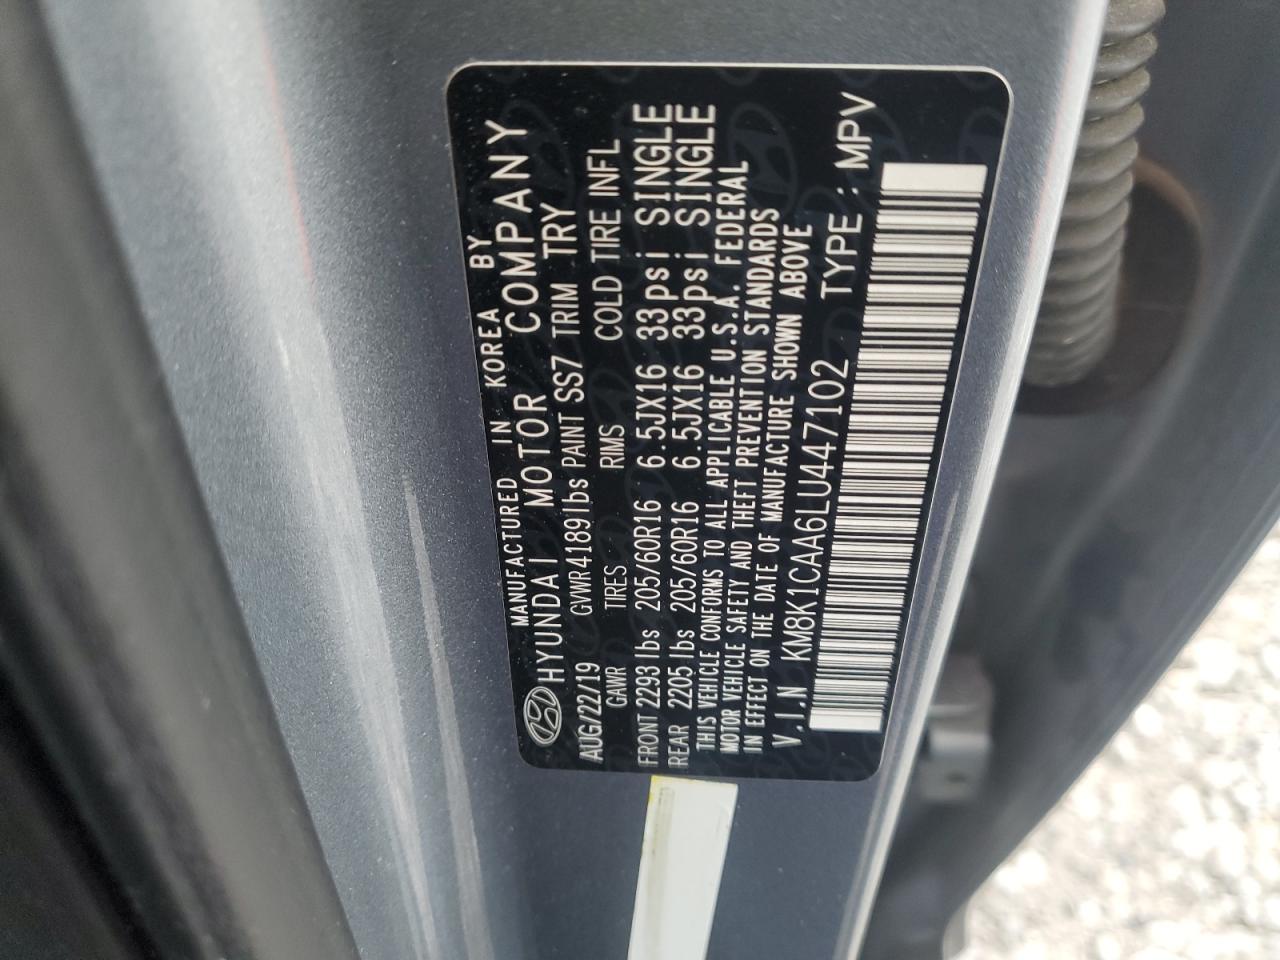 MANUFACTURED IN KOREA BY
HYUNDAI MOTOR COMPANY
AUG/22/19 GVWR 4189 lbs PAINT SS7 TRIM TRY
GAWR TIRES RIMS COLD TIRE INFL
FRONT 2293 lbs 205/60R16 6.5JX16 33psi SINGLE
REAR 2205 lbs 205/60R16 6.5JX16 33psi SINGLE
THIS VEHICLE CONFORMS TO ALL APPLICABLE U.S.A. FEDERAL
MOTOR VEHICLE SAFETY AND THEFT PREVENTION STANDARDS
IN EFFECT ON THE DATE OF MANUFACTURE SHOWN ABOVE
V.I.N KM8K1CAA6LU447102 TYPE : MPV